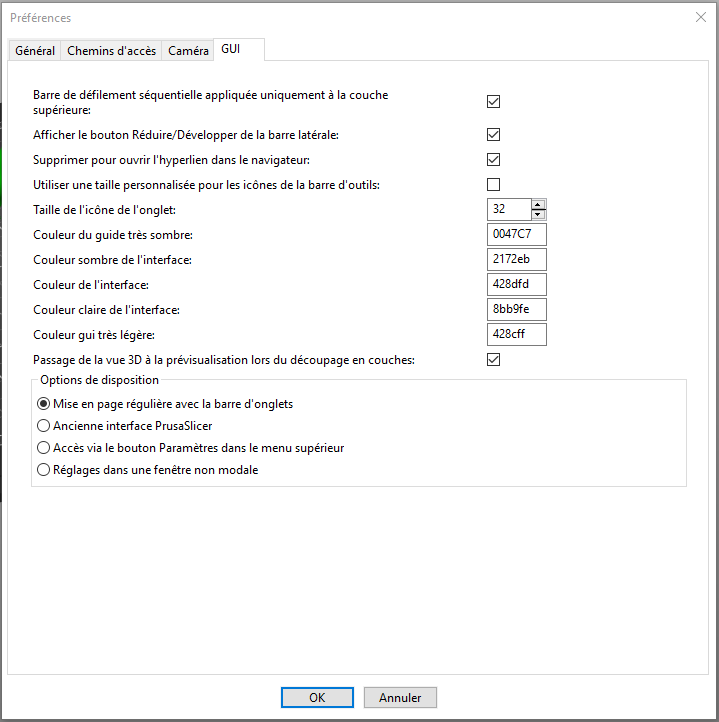 Préférences
Général
Chemins d'accès
Caméra
GUI
Barre de défilement séquentielle appliquée uniquement à la couche
supérieure:
Afficher le bouton Réduire/Développer de la barre latérale:
Supprimer pour ouvrir l'hyperlien dans le navigateur:
Utiliser une taille personnalisée pour les icônes de la barre d'outils:
Taille de l'icône de l'onglet: 32
Couleur du guide très sombre: 0047C7
Couleur sombre de l'interface: 2172eb
Couleur de l'interface: 428dfd
Couleur claire de l'interface: 8bb9fe
Couleur gui très légère: 428cff
Passage de la vue 3D à la prévisualisation lors du découpage en couches:
Options de disposition
Mise en page régulière avec la barre d'onglets
Ancienne interface PrusaSlicer
Accès via le bouton Paramètres dans le menu supérieur
Réglages dans une fenêtre non modale
OK
Annuler